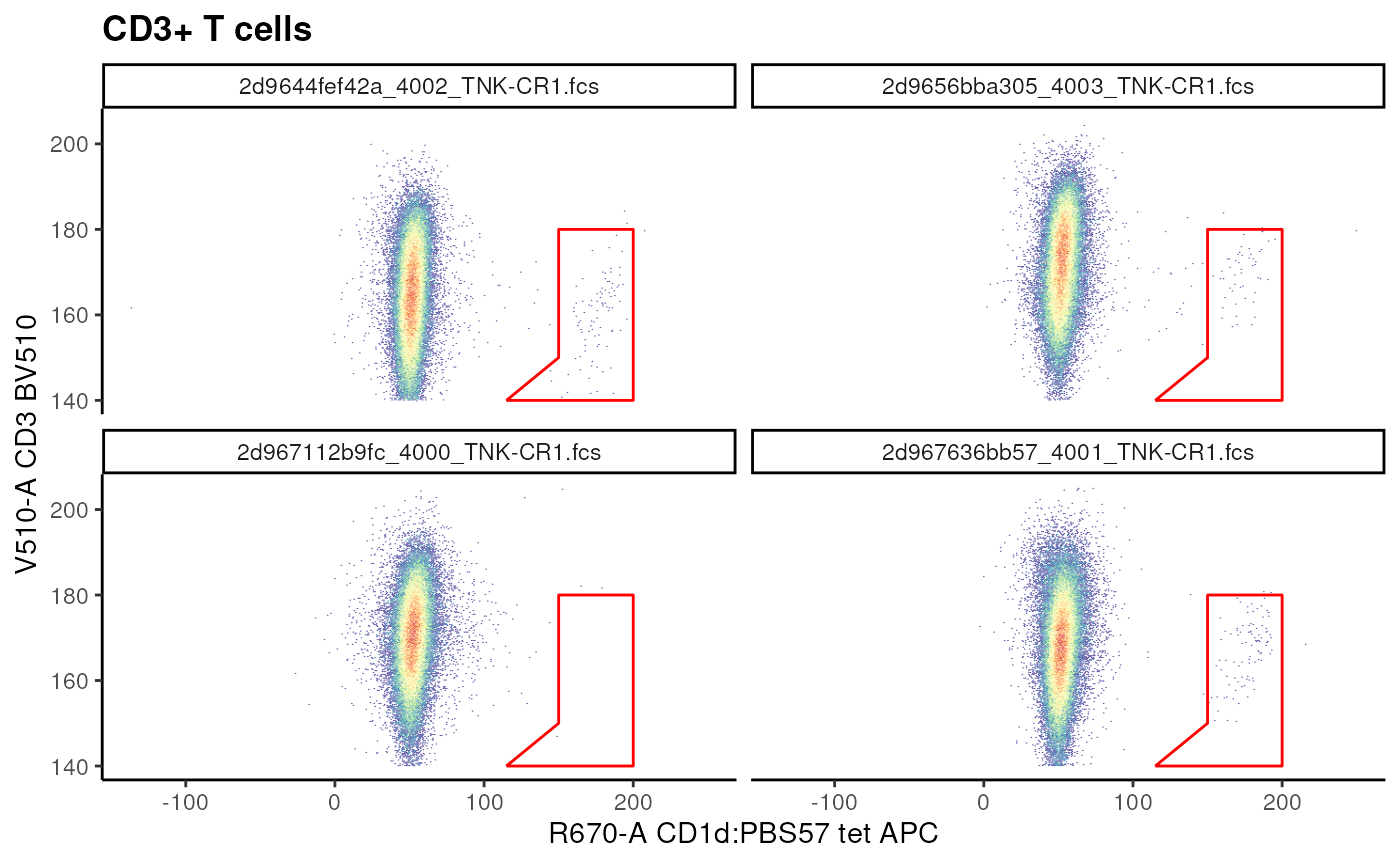 CD3+ T cells
2d9644fef42a_4002_TNK-CR1.fcs
2d9656bba305_4003_TNK-CR1.fcs
200
180
160
140
2d967112b9fc_4000_TNK-CR1.fcs
2d967636bb57_4001_TNK-CR1.fcs
200
180
160
140
V510-A CD3 BV510
-100 0 100 200
-100 0 100 200
R670-A CD1d:PBS57 tet APC